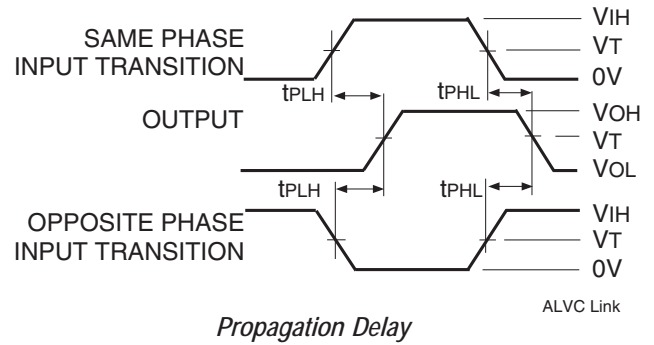 SAME PHASE
INPUT TRANSITION
VIH
VT
0V
tPLH
tPHL
OUTPUT
VOH
VT
VOL
tPLH
tPHL
OPPOSITE PHASE
INPUT TRANSITION
VIH
VT
0V
ALVC Link
Propagation Delay